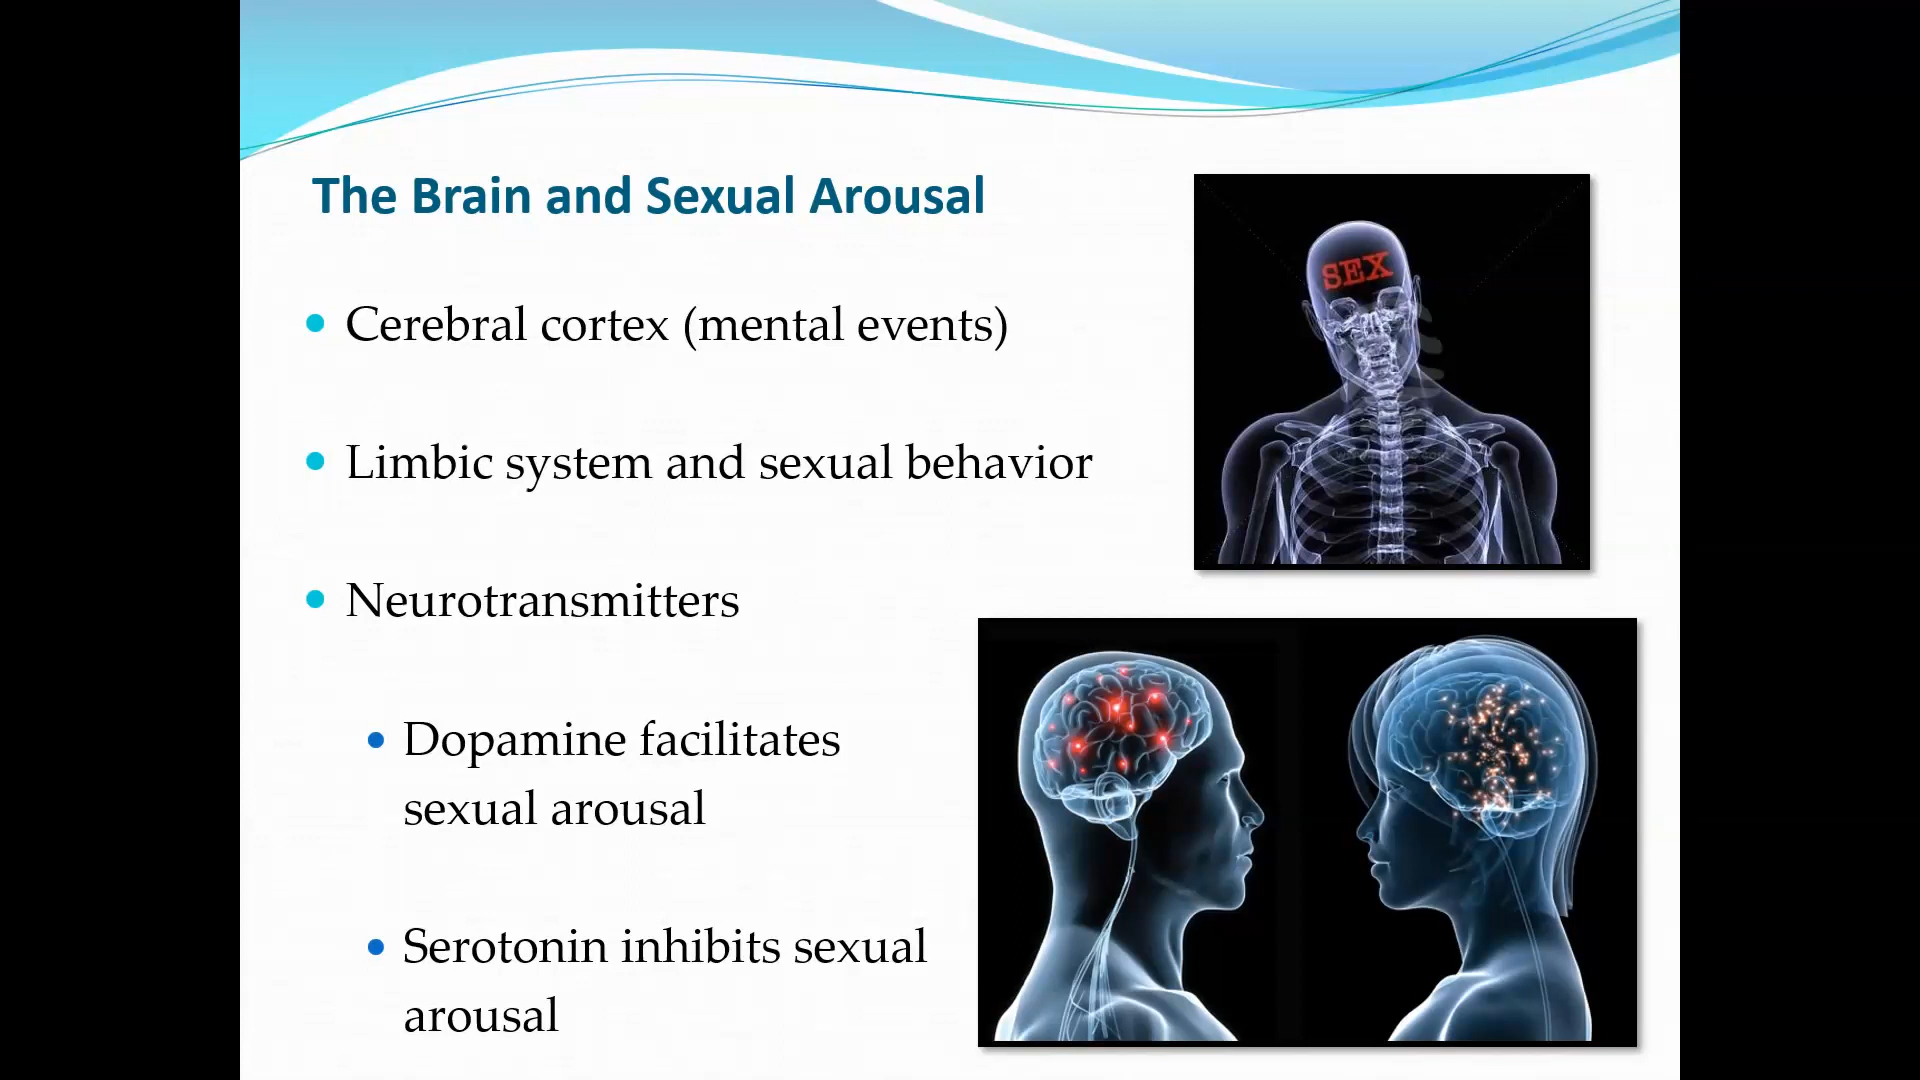 The Brain and Sexual Arousal
SEX
Cerebral cortex (mental events)
Limbic system and sexual behavior
Neurotransmitters
Dopamine facilitates
sexual arousal
Serotonin inhibits sexual
arousal